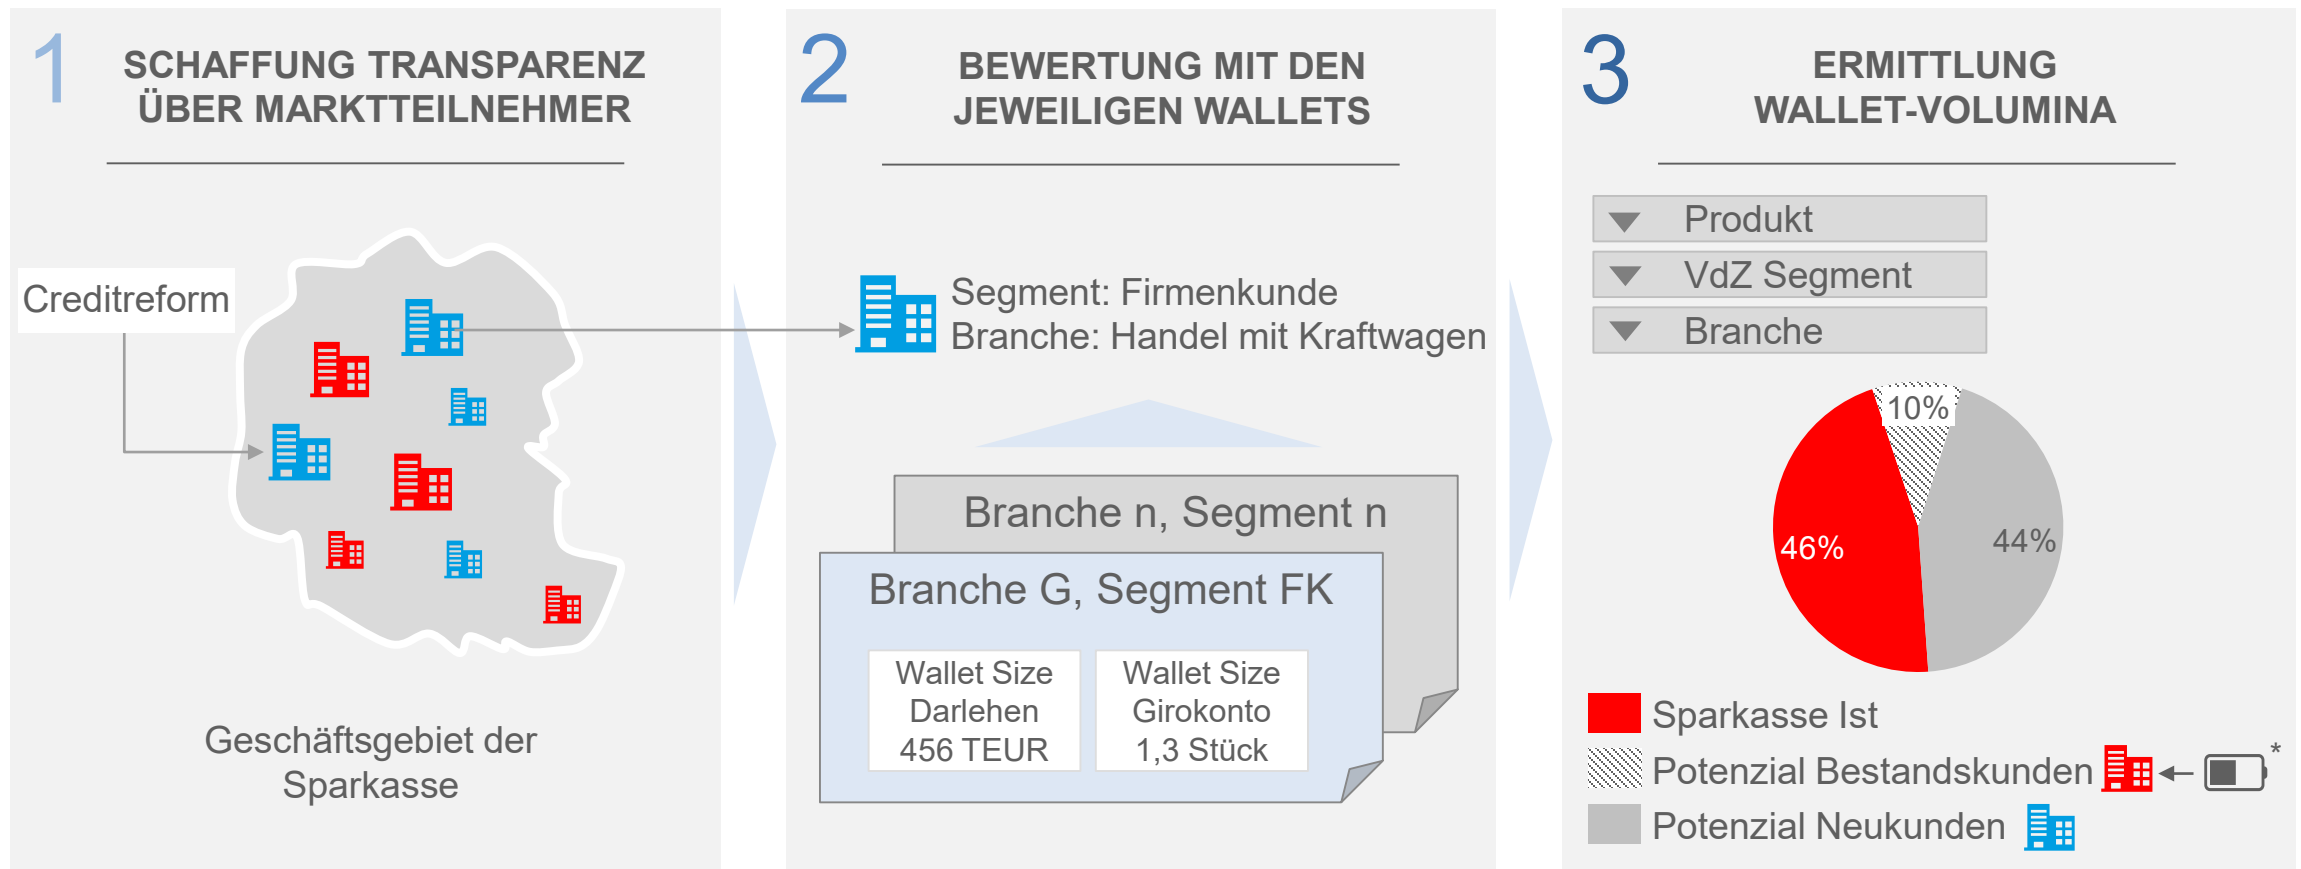 1
SCHAFFUNG TRANSPARENZ
ÜBER MARKTTEILNEHMER
Creditreform
Geschäftsgebiet der
Sparkasse
2
BEWERTUNG MIT DEN
JEWEILIGEN WALLETS
Segment: Firmenkunde
Branche: Handel mit Kraftwagen
Branche n, Segment n
Branche G, Segment FK
Wallet Size
Darlehen
456 TEUR
Wallet Size
Girokonto
1,3 Stück
3
ERMITTLUNG
WALLET-VOLUMINA
Produkt
VdZ Segment
Branche
10%
46%
44%
Sparkasse Ist
Potenzial Bestandskunden
*
Potenzial Neukunden